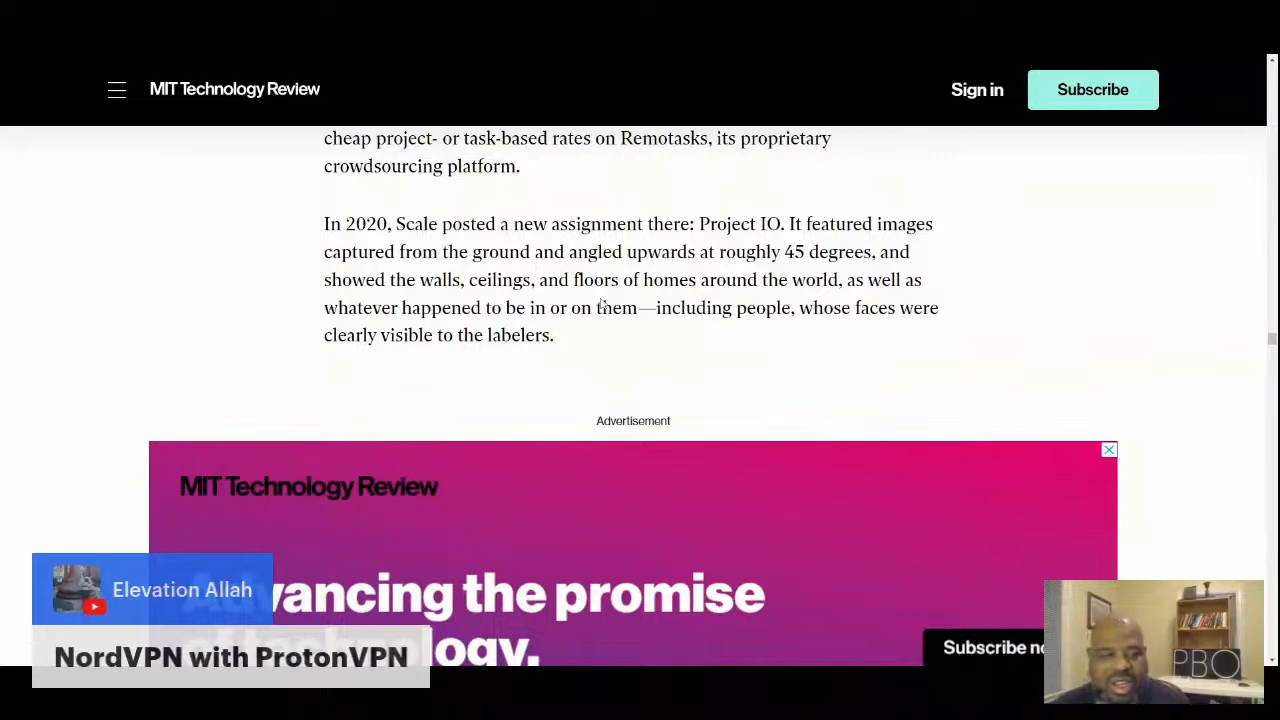 MIT Technology Review
Sign in
Subscribe
cheap project- or task-based rates on Remotasks, its proprietary
crowdsourcing platform.
In 2020, Scale posted a new assignment there: Project IO. It featured images
captured from the ground and angled upwards at roughly 45 degrees, and
showed the walls, ceilings, and floors of homes around the world, as well as
whatever happened to be in or on them—including people, whose faces were
clearly visible to the labelers.
Advertisement
MIT Technology Review
Advancing the promise
of technology.
Subscribe
Elevation Allah
NordVPN with ProtonVPN
PBO